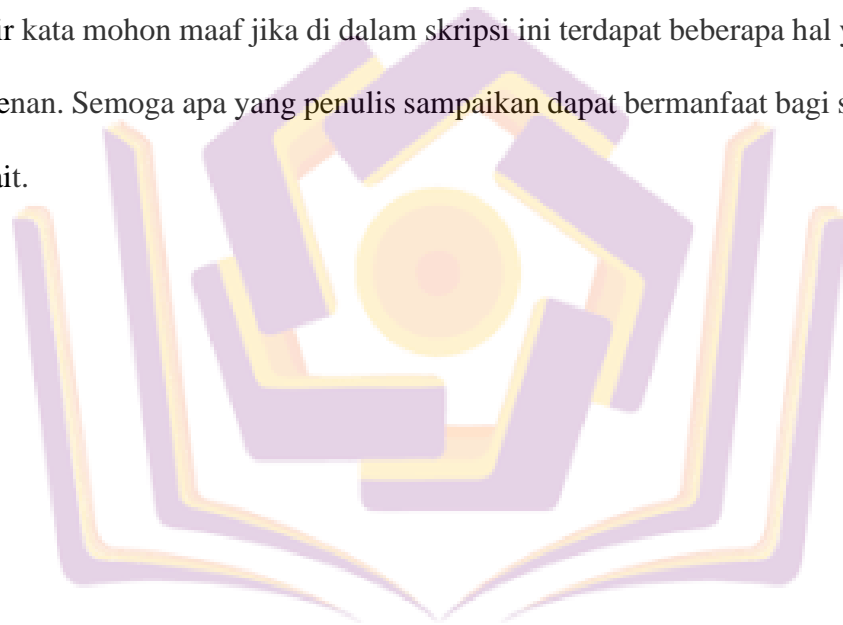 ir kata mohon maaf jika di dalam skripsi ini terdapat beberapa hal y
enan. Semoga apa yang penulis sampaikan dapat bermanfaat bagi s
ait.